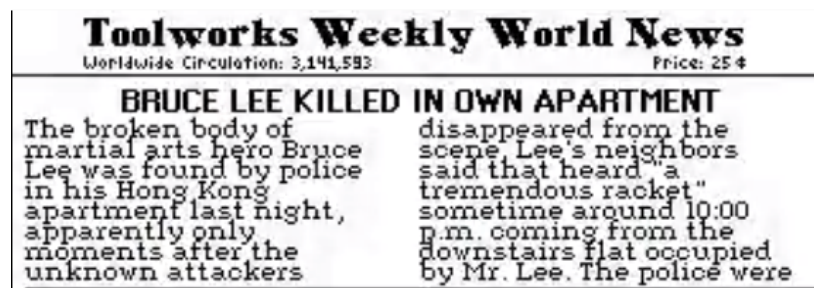 Toolworks Weekly World News
Worldwide Circulation: 3,141,593
Price: 25¢
BRUCE LEE KILLED IN OWN APARTMENT
The broken body of
martial arts hero Bruce
Lee was found by police
in his Hong Kong
apartment last night,
apparently only
moments after the
unknown attackers
disappeared from the
scene. Lee's neighbors
said that heard "a
tremendous racket"
sometime around 10:00
p.m. coming from the
downstairs flat occupied
by Mr. Lee. The police were